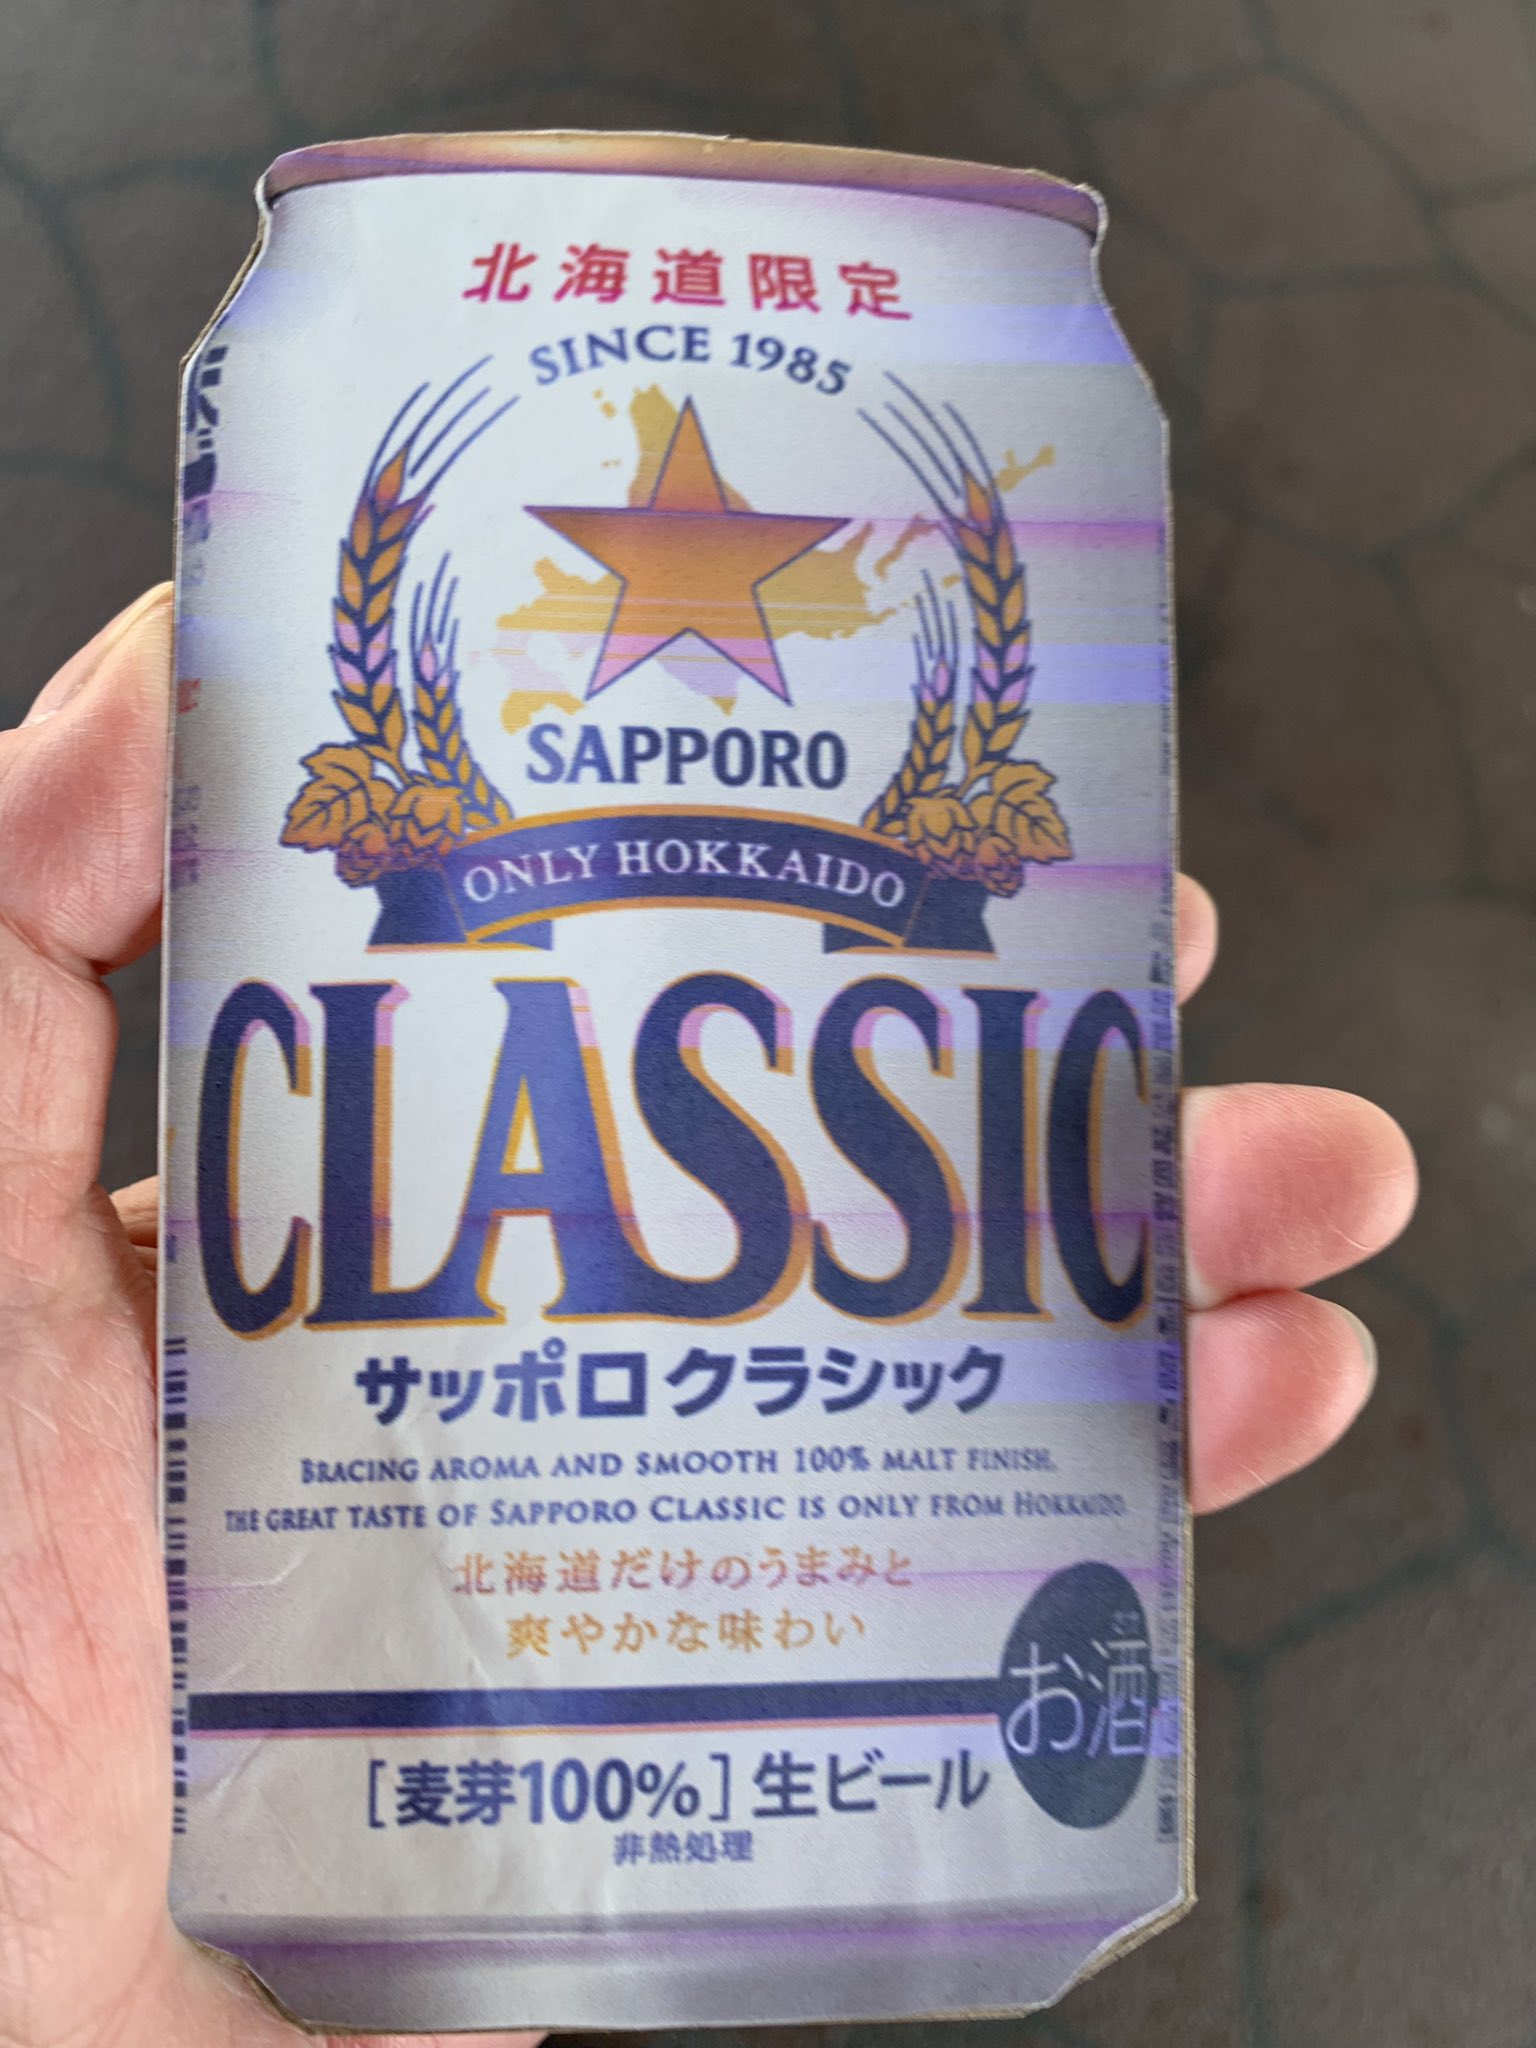 北海道限定
SINCE 1985
SAPPORO
ONLY HOKKAIDO
CLASSIC
サッポロクラシック
BRACING AROMA AND SMOOTH 100% MALT FINISH.
THE GREAT TASTE OF SAPPORO CLASSIC IS ONLY FROM HOKKAIDO
北海道だけのうまみと
爽やかな味わい
お酒
[麦芽100%] 生ビール
非熱処理